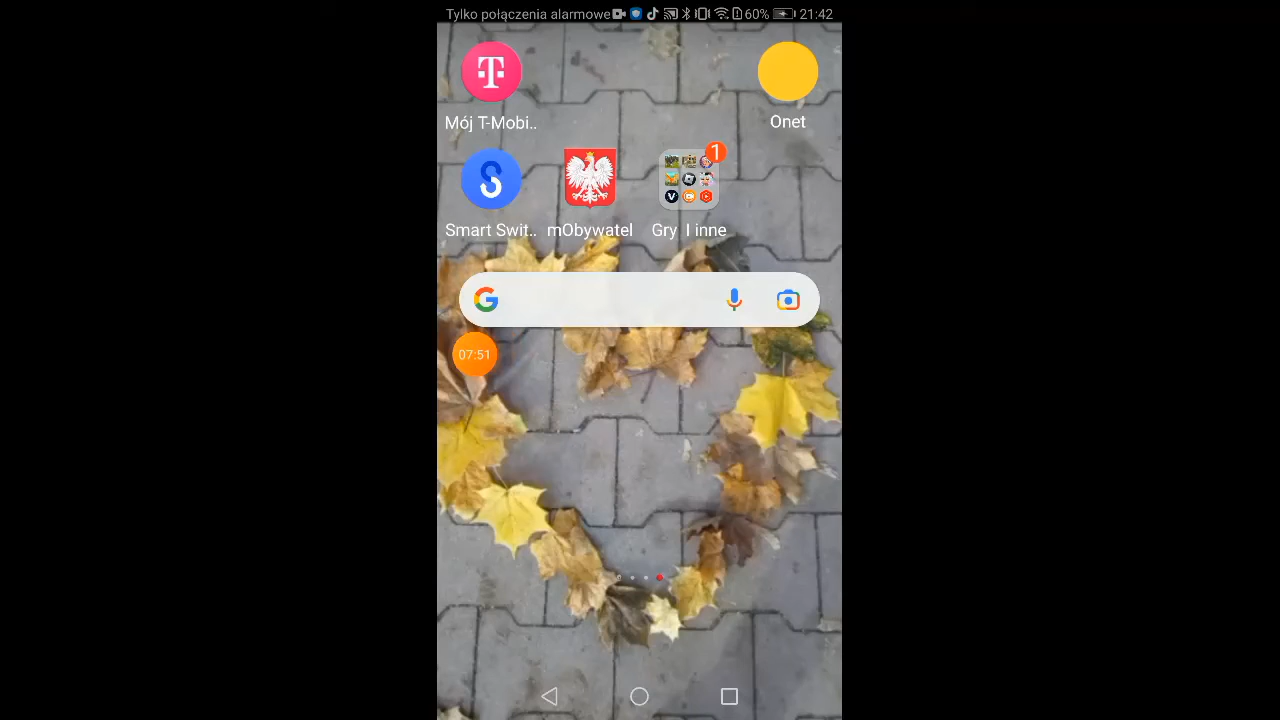 Tylko połączenia alarmowe 60% 21:42
T
Mój T-Mobi..
Onet
1
Smart Swit..
mObywatel
Gry I inne
G
07:51